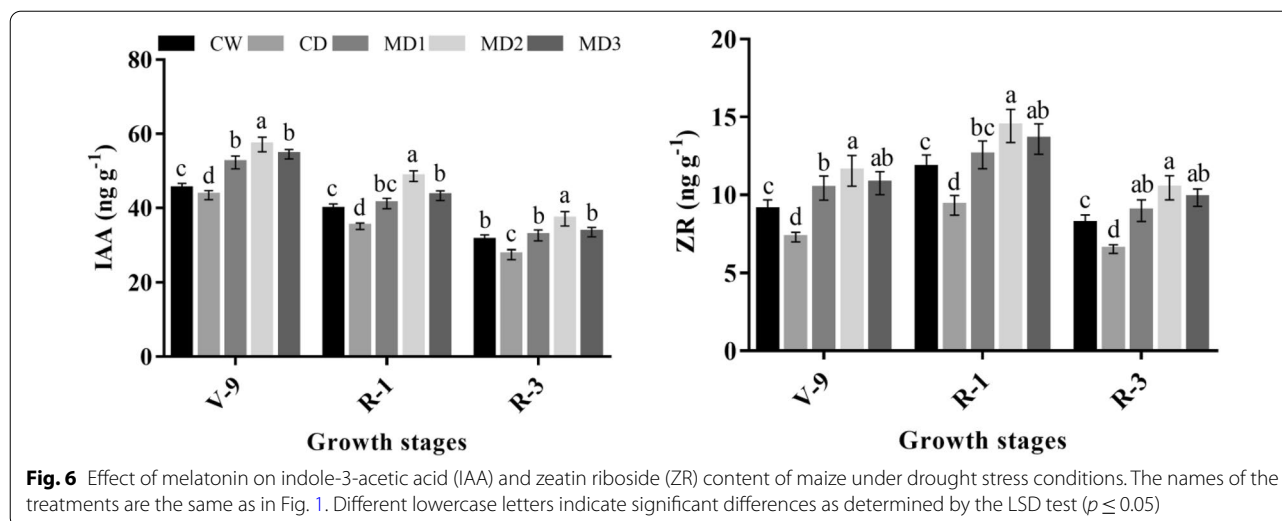 CW CD MD1 MD2 MD3
80
60
40
20
0
IAA (ng g⁻¹)
c d b a b
c d bc a b
b c b a b
V-9 R-1 R-3
Growth stages
20
15
10
5
0
ZR (ng g⁻¹)
c d b a ab
c d bc a ab
c d ab a ab
V-9 R-1 R-3
Growth stages
Fig. 6 Effect of melatonin on indole-3-acetic acid (IAA) and zeatin riboside (ZR) content of maize under drought stress conditions. The names of the
treatments are the same as in Fig. 1. Different lowercase letters indicate significant differences as determined by the LSD test (p ≤ 0.05)